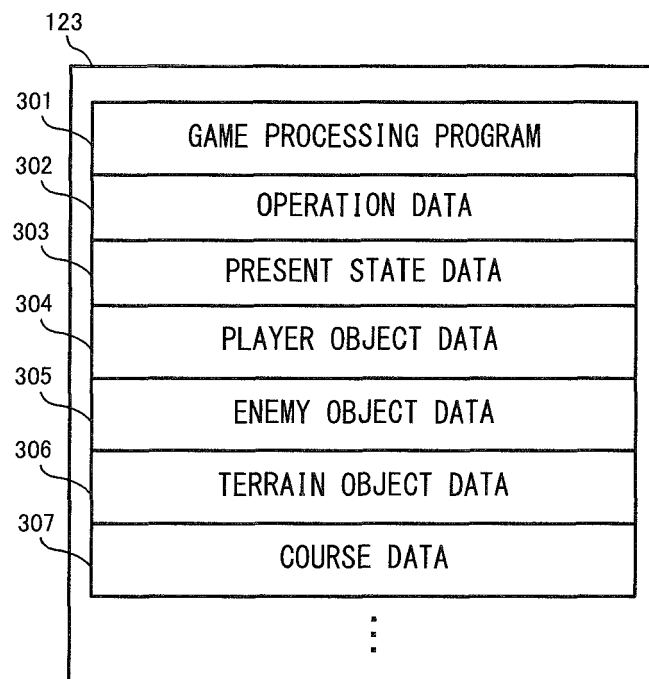 123
301
GAME PROCESSING PROGRAM
302
OPERATION DATA
303
PRESENT STATE DATA
304
PLAYER OBJECT DATA
305
ENEMY OBJECT DATA
306
TERRAIN OBJECT DATA
307
COURSE DATA